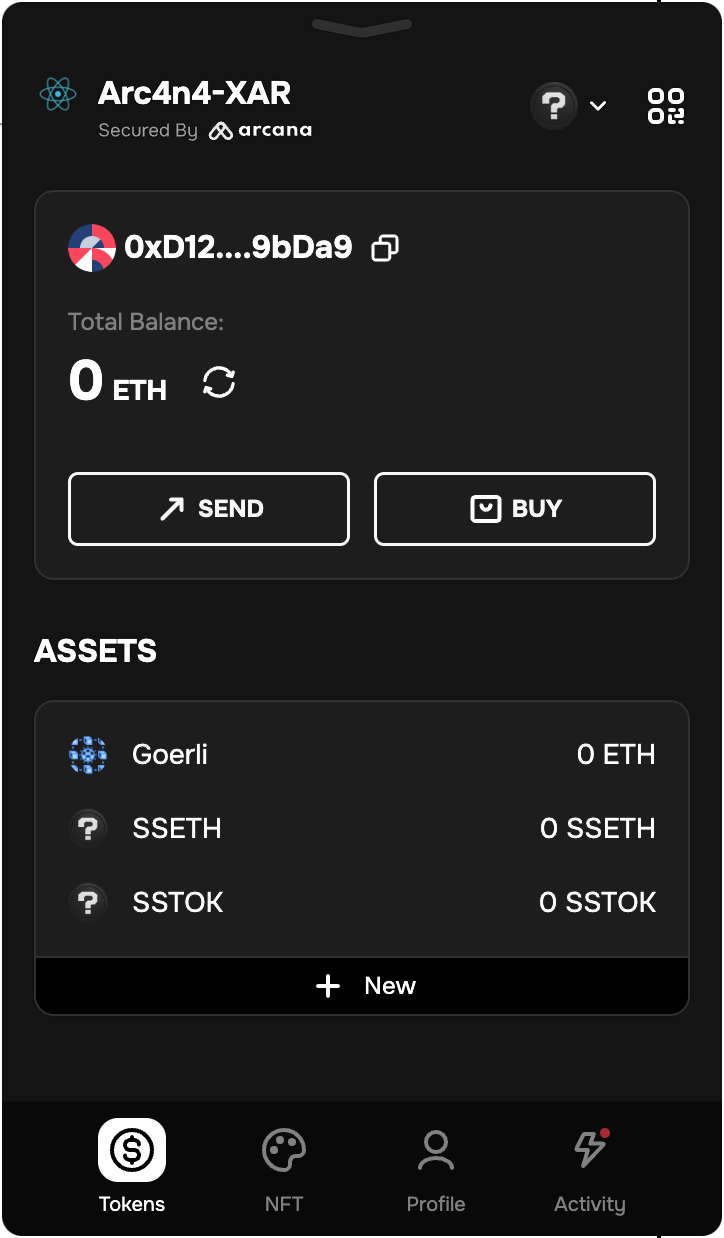 Arc4n4-XAR
Secured By arcana
?
0xD12....9bDa9
Total Balance:
0 ETH
SEND
BUY
ASSETS
Goerli 0 ETH
? SSETH 0 SSETH
? SSTOK 0 SSTOK
+ New
$
Tokens NFT Profile Activity